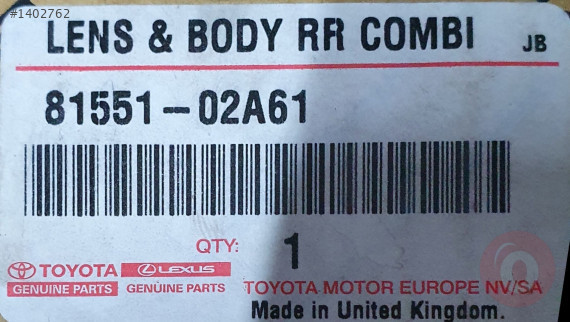 #1402762
LENS & BODY RR COMBI JB
81551-02A61
QTY: 1
TOYOTA LEXUS
GENUINE PARTS GENUINE PARTS
TOYOTA MOTOR EUROPE NV/SA
Made in United Kingdom.